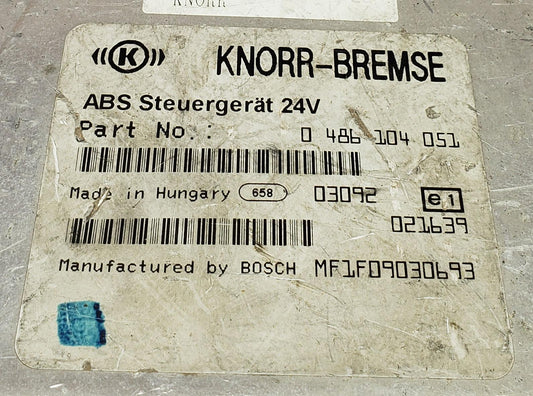 KNORR
K KNORR-BREMSE
ABS Steuergerät 24V
Part No.: 0 486 104 051
Made in Hungary 658 03092 e1
021639
Manufactured by BOSCH MF1F09030693